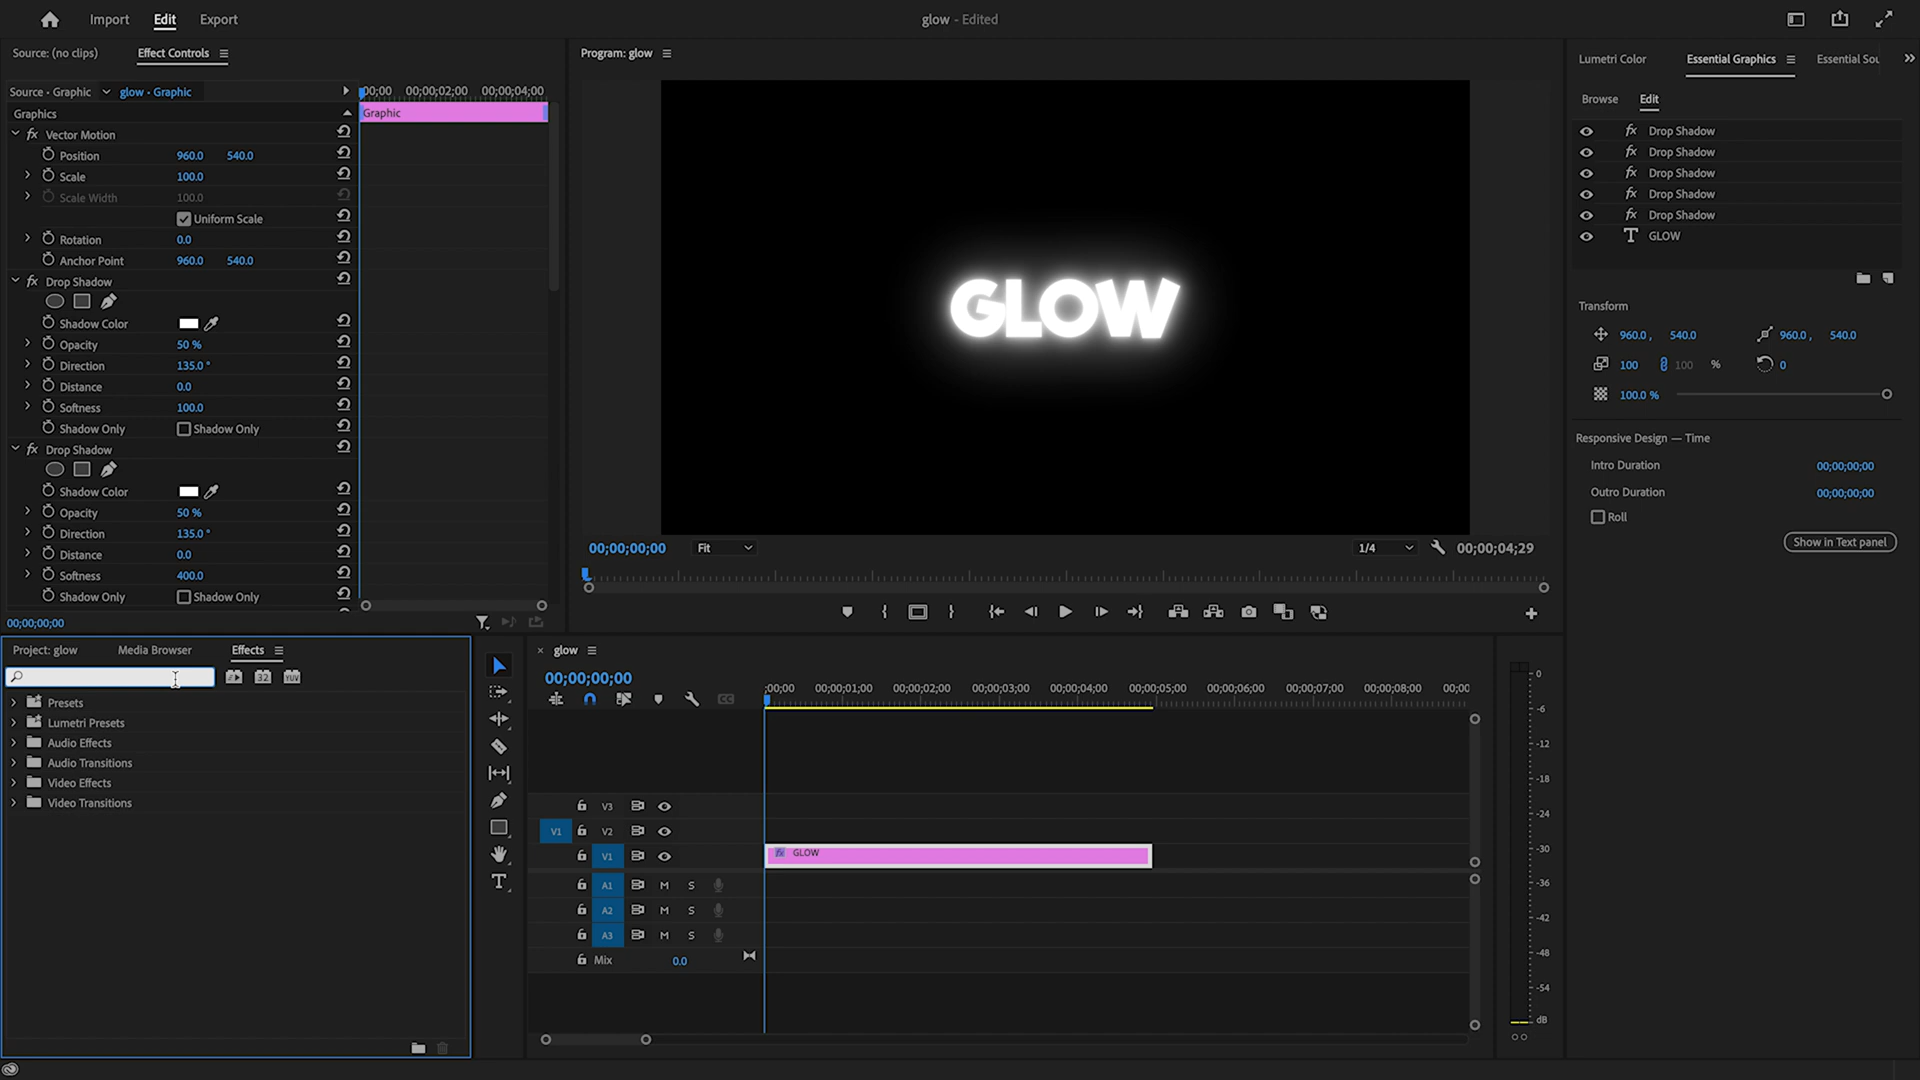 Import Edit Export
glow - Edited
Source: (no clips) Effect Controls
Source • Graphic glow • Graphic
;00;00 00;00;02;00 00;00;04;00
Graphics
Graphic
Vector Motion
Position 960.0 540.0
Scale 100.0
Scale Width 100.0
Uniform Scale
Rotation 0.0
Anchor Point 960.0 540.0
fx Drop Shadow
Shadow Color
Opacity 50 %
Direction 135.0 °
Distance 0.0
Softness 100.0
Shadow Only Shadow Only
fx Drop Shadow
Shadow Color
Opacity 50 %
Direction 135.0 °
Distance 0.0
Softness 400.0
Shadow Only Shadow Only
00;00;00;00
Program: glow
GLOW
00;00;00;00 Fit 1/4 00;00;04;29
Lumetri Color Essential Graphics Essential Sou
Browse Edit
fx Drop Shadow
fx Drop Shadow
fx Drop Shadow
fx Drop Shadow
fx Drop Shadow
T GLOW
Transform
960.0 , 540.0 960.0 , 540.0
100 100 % 0
100.0 %
Responsive Design — Time
Intro Duration 00;00;00;00
Outro Duration 00;00;00;00
Roll
Show in Text panel
Project: glow Media Browser Effects
32 YUV
Presets
Lumetri Presets
Audio Effects
Audio Transitions
Video Effects
Video Transitions
× glow
00;00;00;00
CC
;00;00 00;00;01;00 00;00;02;00 00;00;03;00 00;00;04;00 00;00;05;00 00;00;06;00 00;00;07;00 00;00;08;00 00;00
V3
V1 V2
V1
fx GLOW
A1 M S
A2 M S
A3 M S
Mix 0.0
0
-6
-12
-18
-24
-30
-36
-42
-48
-54
dB